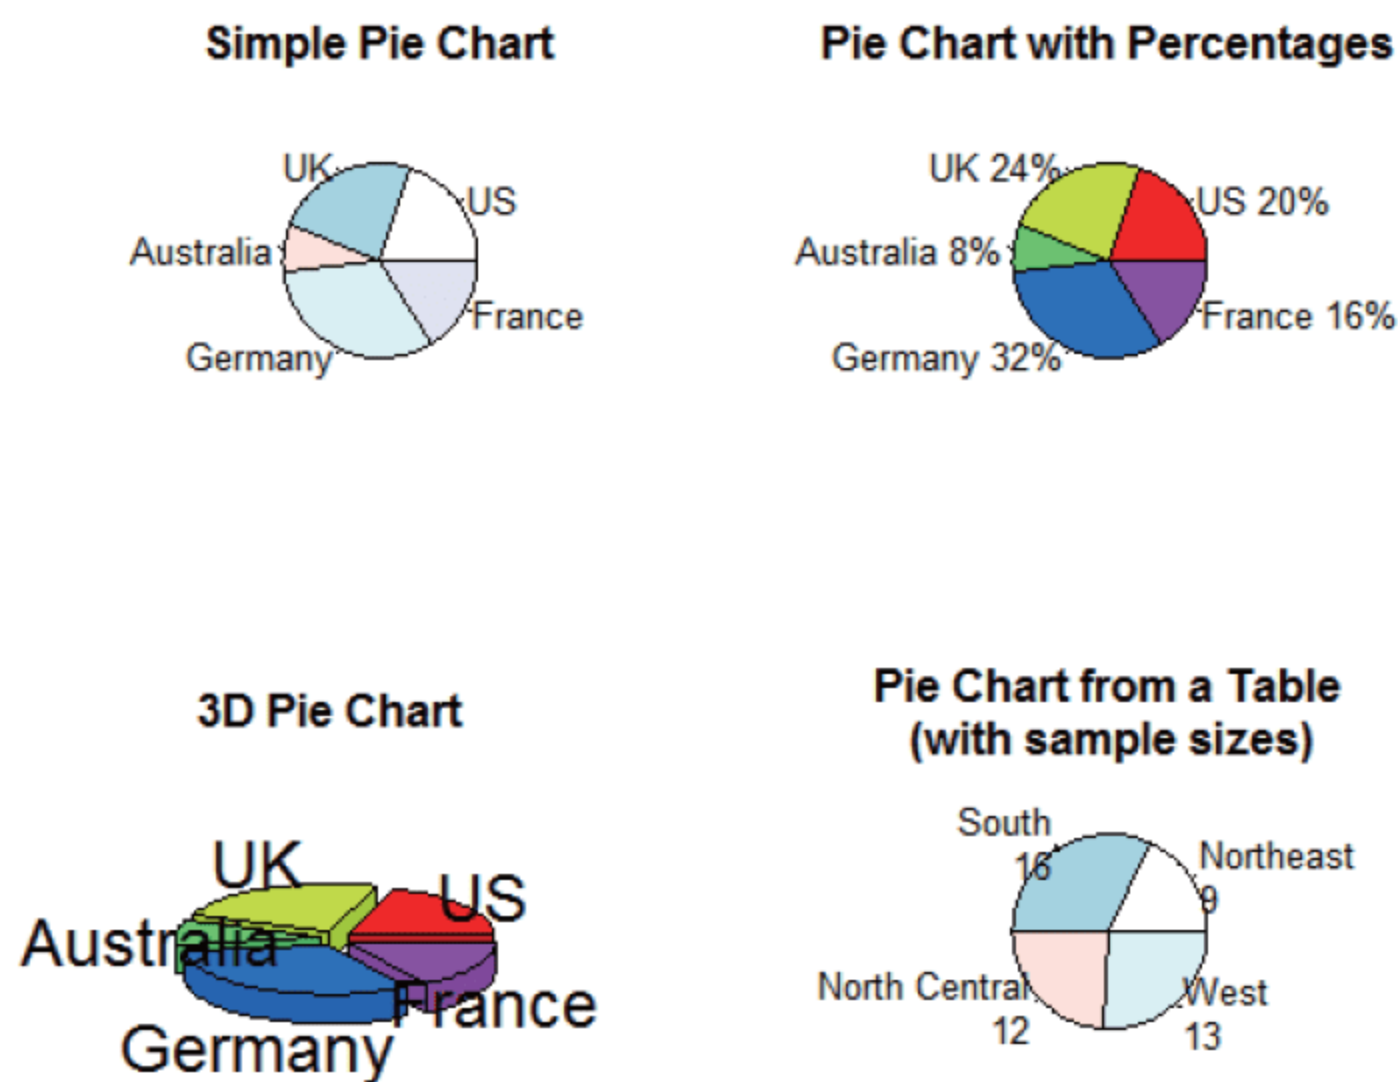 Simple Pie Chart
UK
US
Australia
France
Germany
Pie Chart with Percentages
UK 24%
US 20%
Australia 8%
France 16%
Germany 32%
3D Pie Chart
UK
US
Australia
France
Germany
Pie Chart from a Table
(with sample sizes)
South
16
Northeast
9
North Central
12
West
13